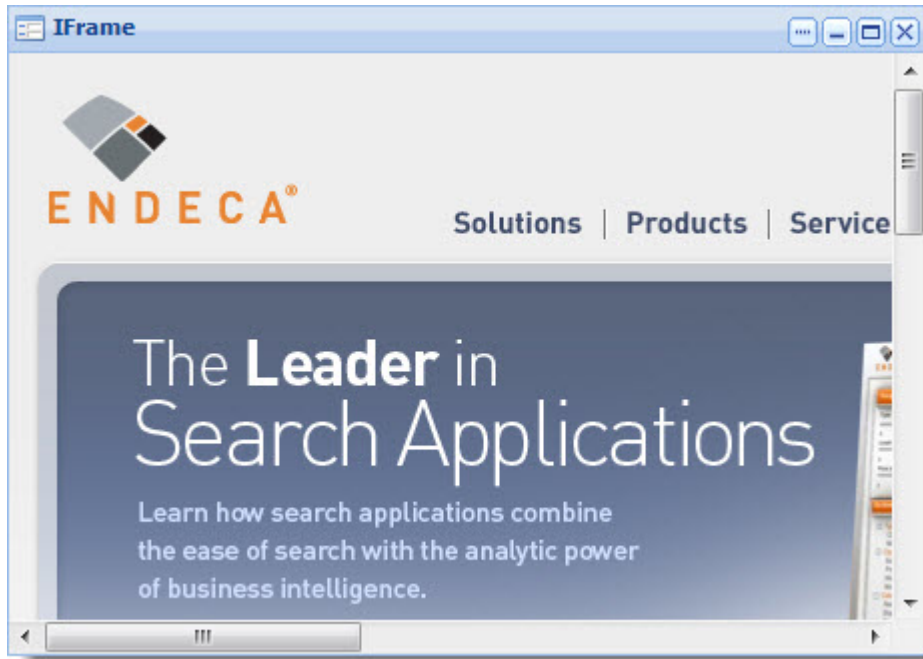 IFrame
ENDECA®
Solutions | Products | Service
The Leader in
Search Applications
Learn how search applications combine
the ease of search with the analytic power
of business intelligence.